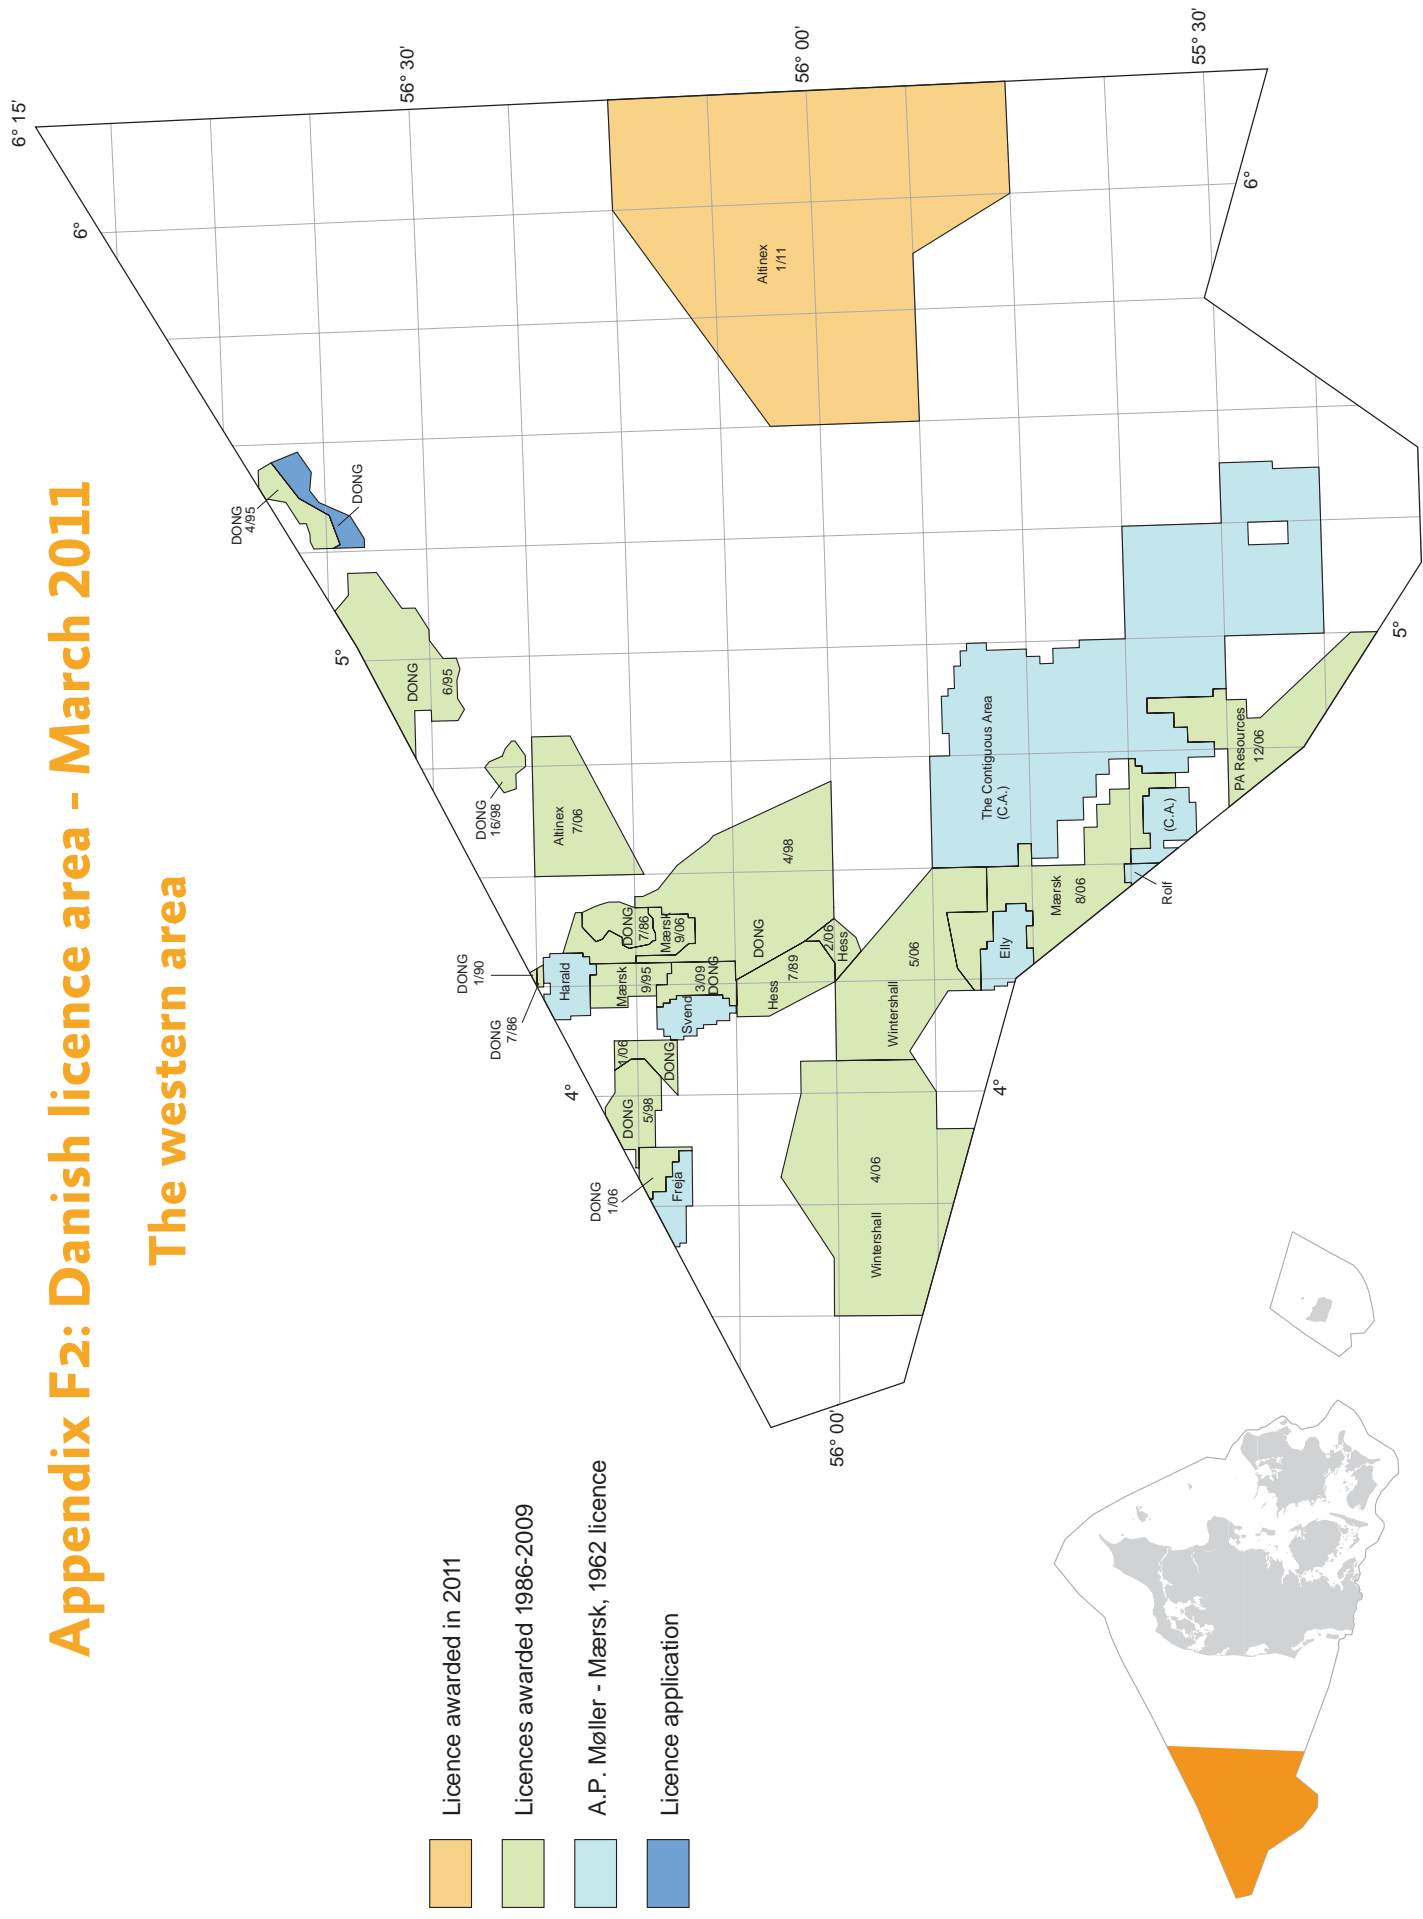 Appendix F2: Danish licence area - March 2011
The western area
6° 15'
6°
56° 30'
56° 00'
55° 30'
6°
5°
5°
4°
4°
56° 00'
DONG
4/95
DONG
DONG
6/95
DONG
16/98
Altinex
7/06
Altinex
1/11
DONG
1/90
DONG
7/86
Harald
DONG
7/86
Mærsk
9/06
Mærsk
9/95
3/09
DONG
Svend
DONG
4/98
Hess
7/89
2/06
Hess
1/06
DONG
DONG
5/98
DONG
1/06
Freja
Wintershall
5/06
Wintershall
4/06
Elly
Mærsk
8/06
Rolf
The Contiguous Area
(C.A.)
(C.A.)
PA Resources
12/06
Licence awarded in 2011
Licences awarded 1986-2009
A.P. Møller - Mærsk, 1962 licence
Licence application